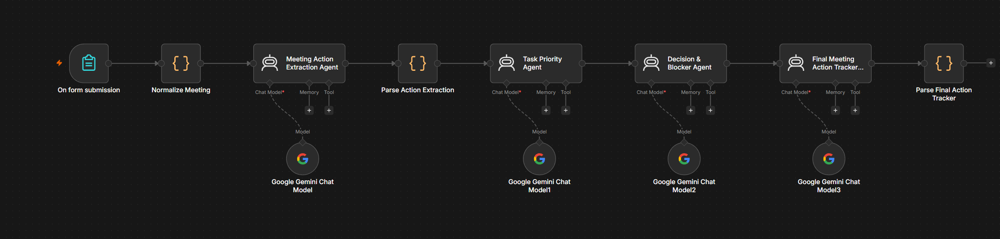 Meeting Action
Extraction Agent
Task Priority
Agent
Decision &
Blocker Agent
Final Meeting
Action Tracker...
On form submission
Normalize Meeting
Chat Model*
Memory
Tool
Parse Action Extraction
Chat Model*
Memory
Tool
Chat Model*
Memory
Tool
Chat Model*
Memory
Tool
Parse Final Action
Tracker
Model
Model
Model
Model
Google Gemini Chat
Model
Google Gemini Chat
Model1
Google Gemini Chat
Model2
Google Gemini Chat
Model3